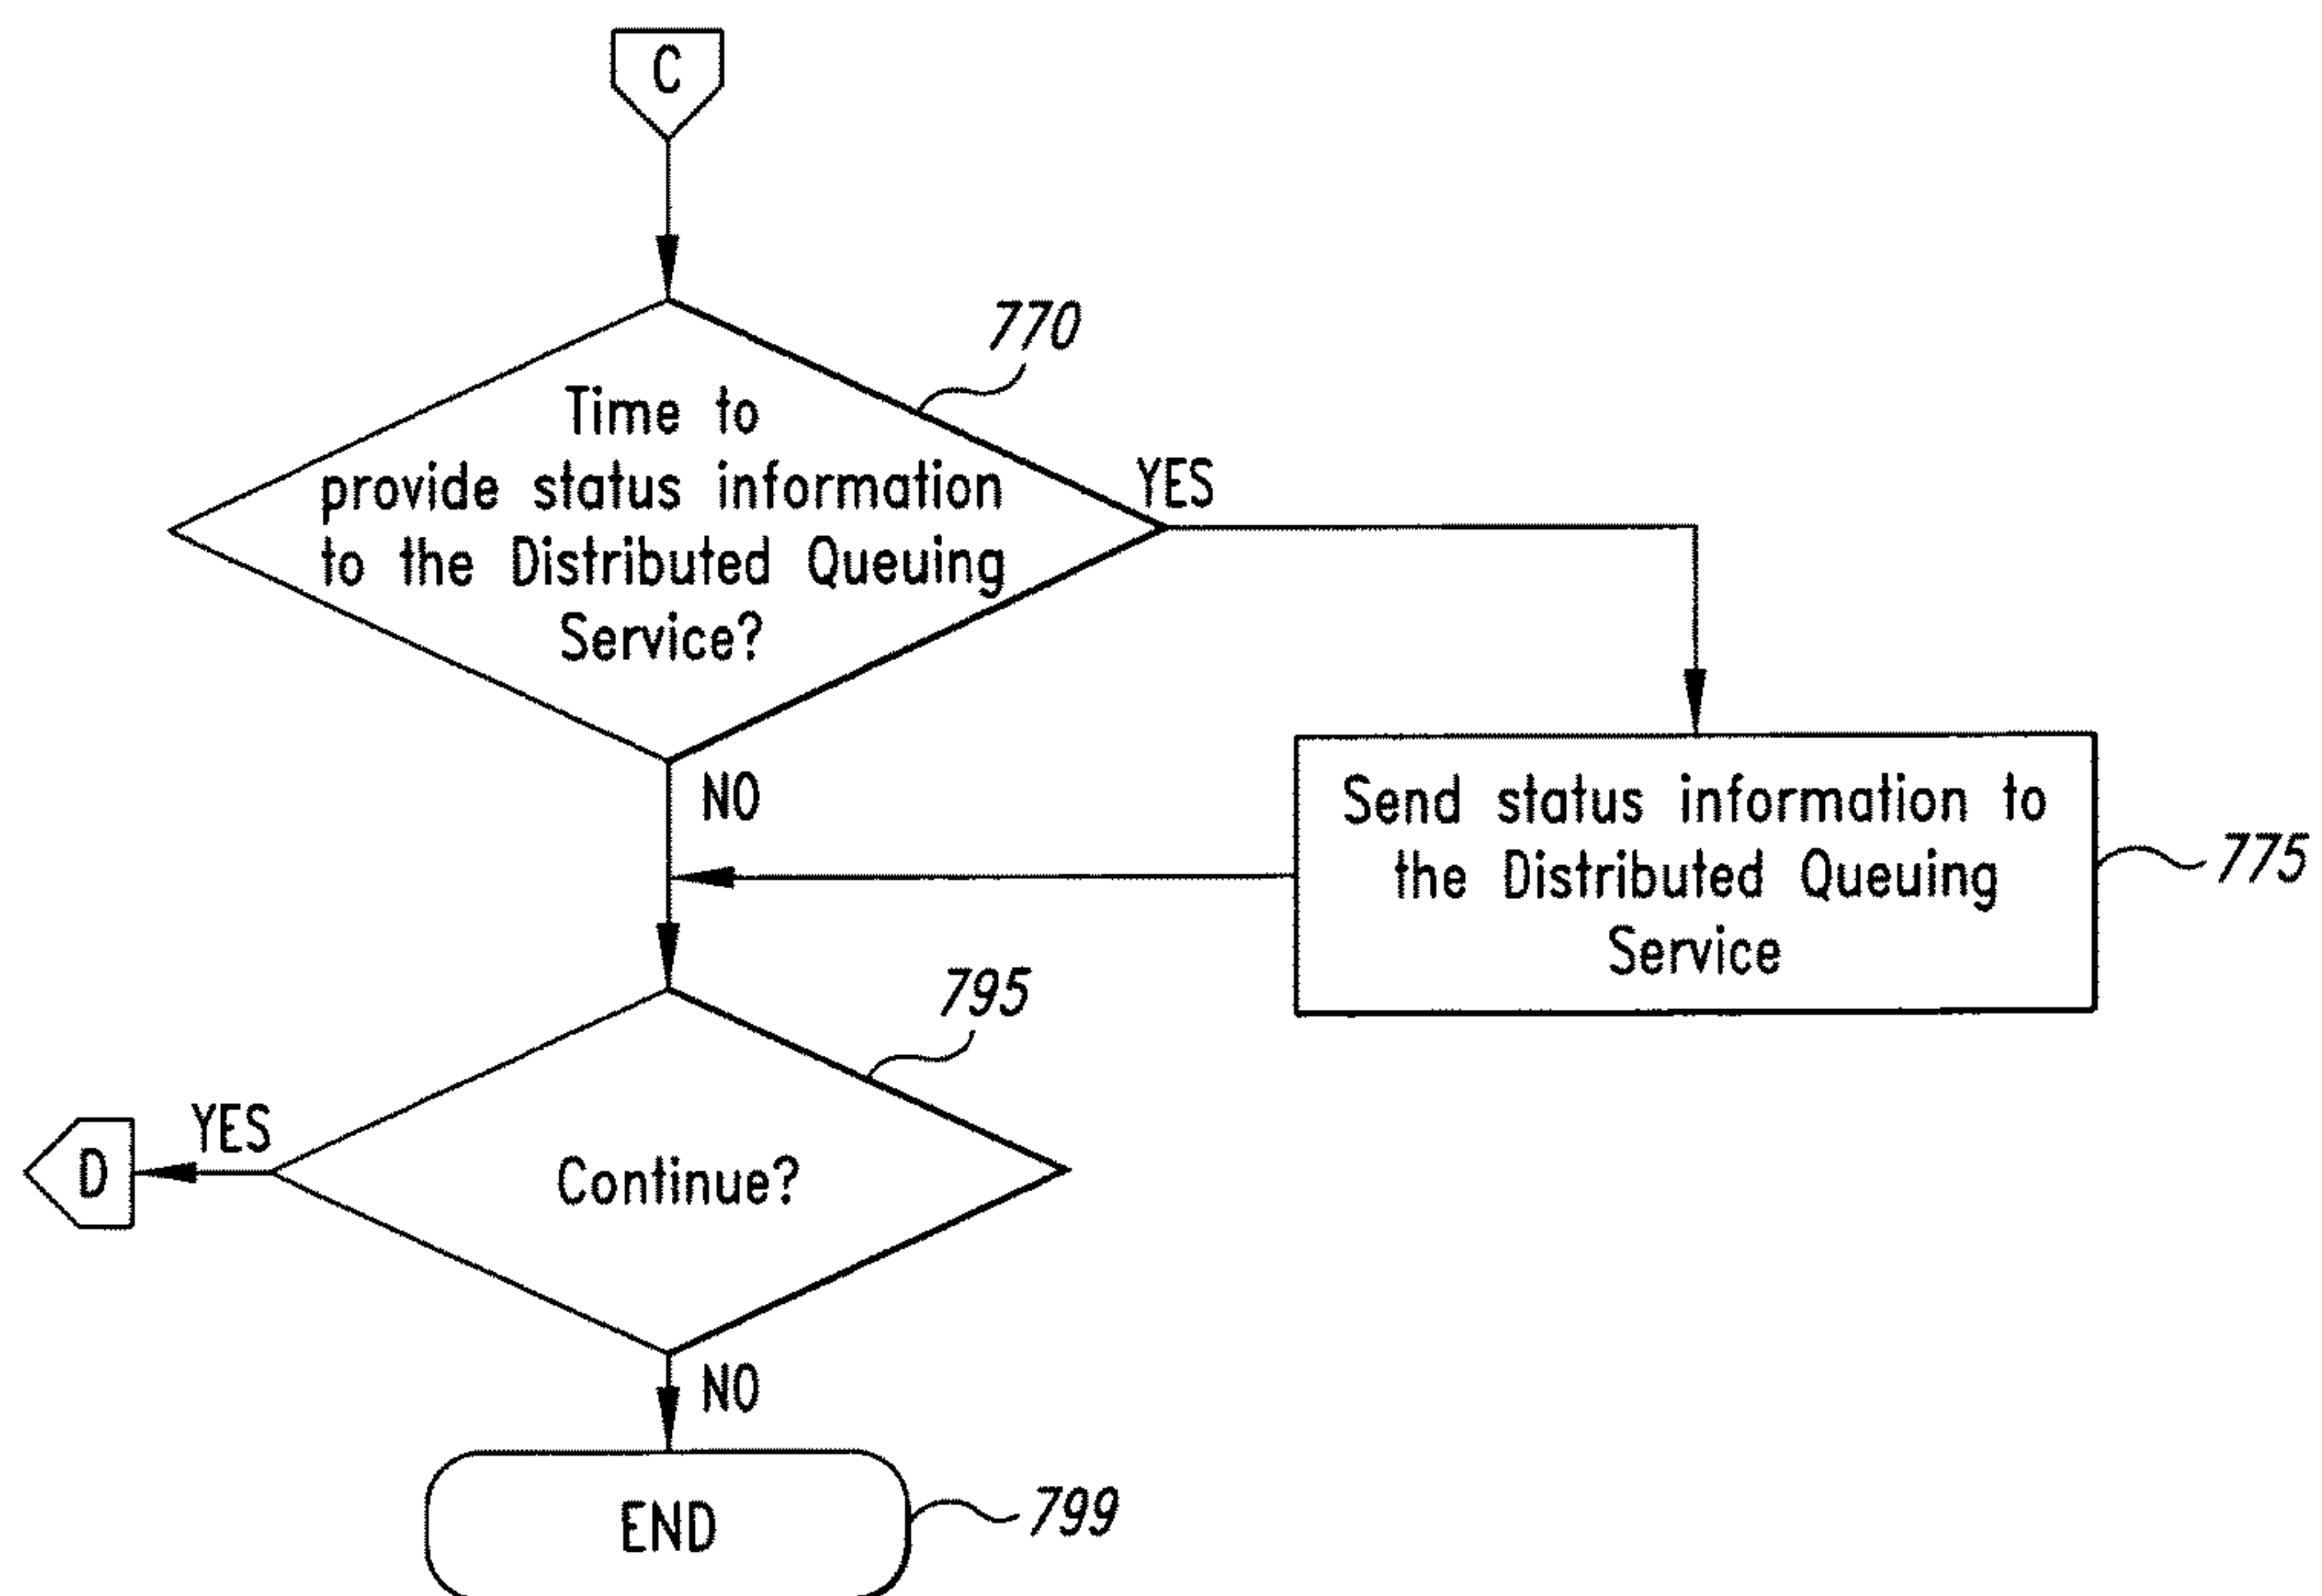 C
770
Time to
provide status information
to the Distributed Queuing
Service?
YES
NO
Send status information to
the Distributed Queuing
Service
775
795
Continue?
YES
D
NO
END
799